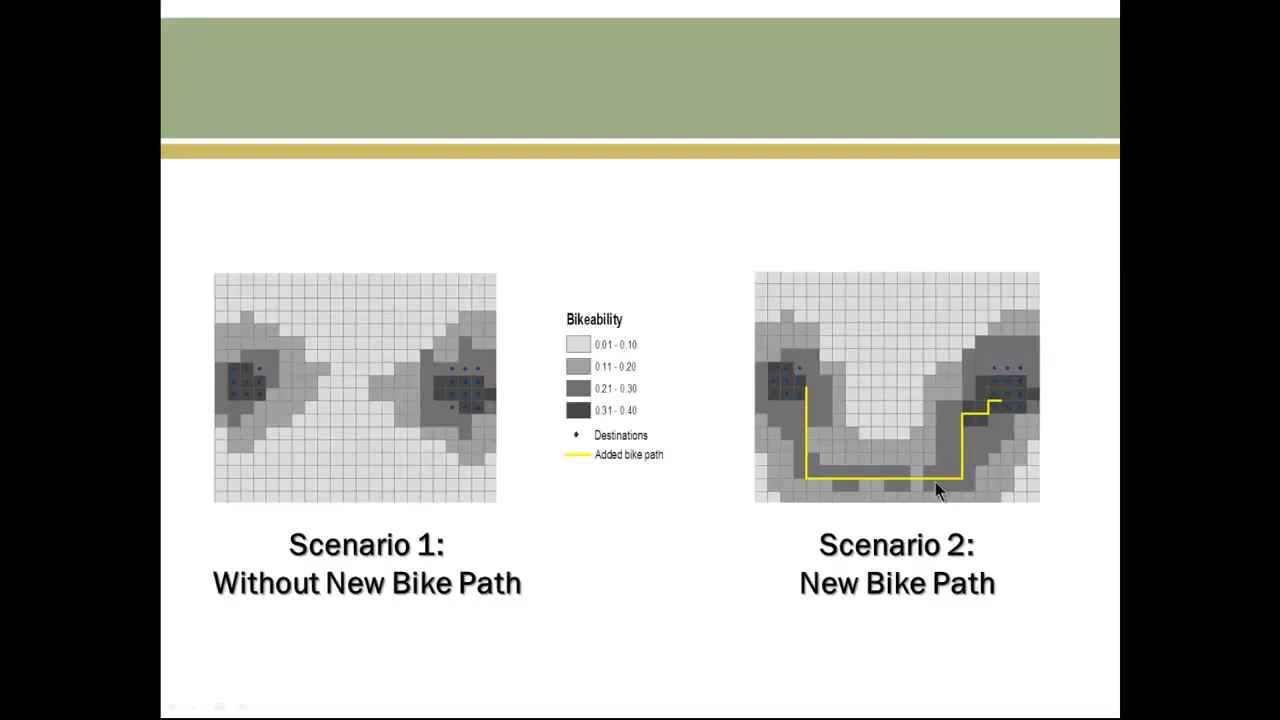 Bikeability
0.01 - 0.10
0.11 - 0.20
0.21 - 0.30
0.31 - 0.40
Destinations
Added bike path
Scenario 1:
Without New Bike Path
Scenario 2:
New Bike Path